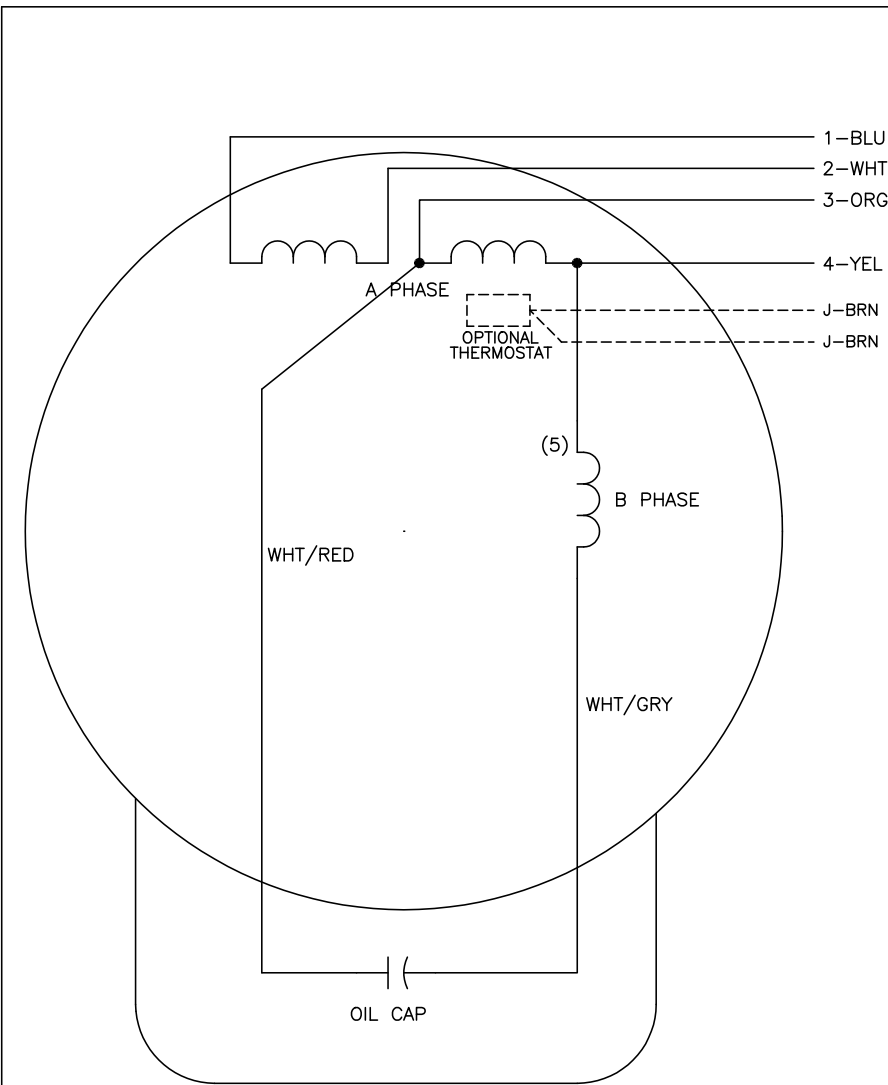 1-BLU
2-WHT
3-ORG
4-YEL
A PHASE
J-BRN
OPTIONAL
THERMOSTAT
J-BRN
(5)
B PHASE
WHT/RED
WHT/GRY
OIL CAP